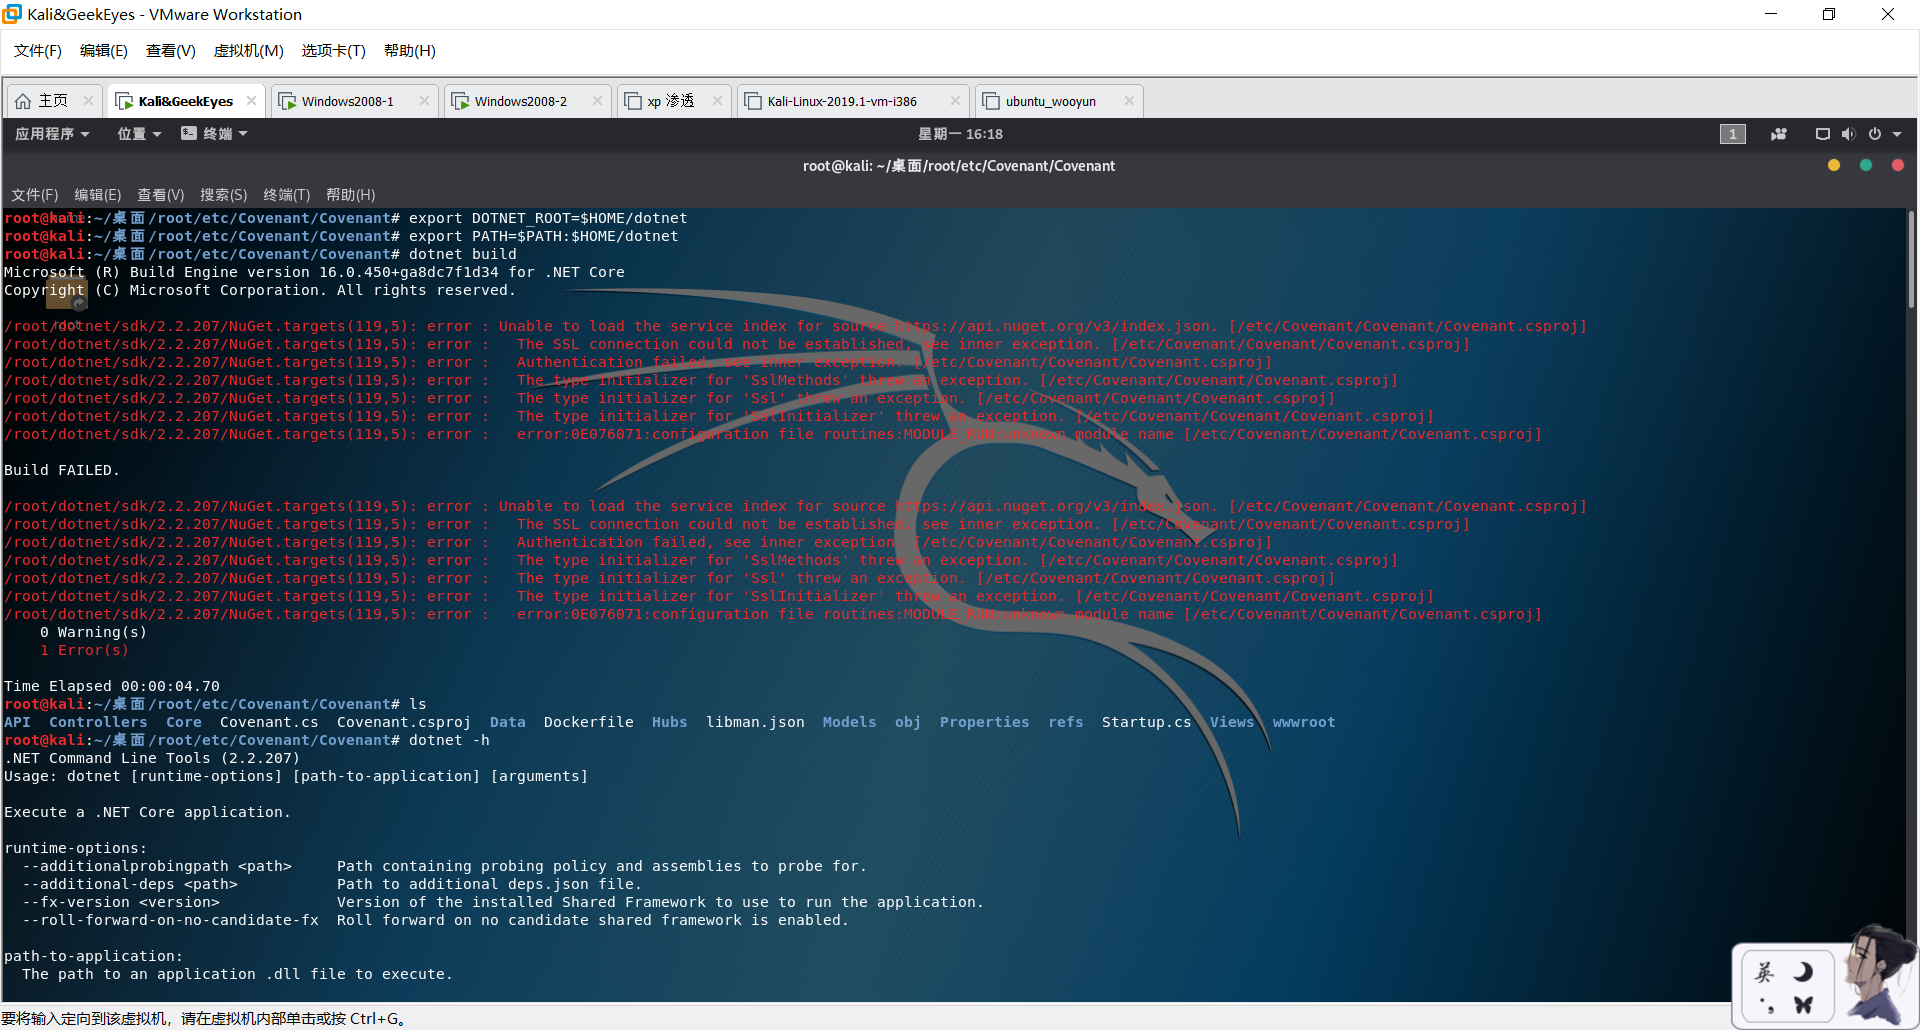 Kali&GeekEyes - VMware Workstation
文件(F) 编辑(E) 查看(V) 虚拟机(M) 选项卡(T) 帮助(H)
主页 Kali&GeekEyes Windows2008-1 Windows2008-2 xp 渗透 Kali-Linux-2019.1-vm-i386 ubuntu_wooyun
应用程序 位置 终端 星期一 16:18 1
root@kali: ~/桌面/root/etc/Covenant/Covenant
文件(F) 编辑(E) 查看(V) 搜索(S) 终端(T) 帮助(H)
root@kali:~/桌面/root/etc/Covenant/Covenant# export DOTNET_ROOT=$HOME/dotnet
root@kali:~/桌面/root/etc/Covenant/Covenant# export PATH=$PATH:$HOME/dotnet
root@kali:~/桌面/root/etc/Covenant/Covenant# dotnet build
Microsoft (R) Build Engine version 16.0.450+ga8dc7f1d34 for .NET Core
Copyright (C) Microsoft Corporation. All rights reserved.
root
/root/dotnet/sdk/2.2.207/NuGet.targets(119,5): error : Unable to load the service index for source https://api.nuget.org/v3/index.json. [/etc/Covenant/Covenant/Covenant.csproj]
/root/dotnet/sdk/2.2.207/NuGet.targets(119,5): error :   The SSL connection could not be established, see inner exception. [/etc/Covenant/Covenant/Covenant.csproj]
/root/dotnet/sdk/2.2.207/NuGet.targets(119,5): error :   Authentication failed, see inner exception. [/etc/Covenant/Covenant/Covenant.csproj]
/root/dotnet/sdk/2.2.207/NuGet.targets(119,5): error :   The type initializer for 'SslMethods' threw an exception. [/etc/Covenant/Covenant/Covenant.csproj]
/root/dotnet/sdk/2.2.207/NuGet.targets(119,5): error :   The type initializer for 'Ssl' threw an exception. [/etc/Covenant/Covenant/Covenant.csproj]
/root/dotnet/sdk/2.2.207/NuGet.targets(119,5): error :   The type initializer for 'SslInitializer' threw an exception. [/etc/Covenant/Covenant/Covenant.csproj]
/root/dotnet/sdk/2.2.207/NuGet.targets(119,5): error :   error:0E076071:configuration file routines:MODULE_RUN:unknown module name [/etc/Covenant/Covenant/Covenant.csproj]
Build FAILED.
/root/dotnet/sdk/2.2.207/NuGet.targets(119,5): error : Unable to load the service index for source https://api.nuget.org/v3/index.json. [/etc/Covenant/Covenant/Covenant.csproj]
/root/dotnet/sdk/2.2.207/NuGet.targets(119,5): error :   The SSL connection could not be established, see inner exception. [/etc/Covenant/Covenant/Covenant.csproj]
/root/dotnet/sdk/2.2.207/NuGet.targets(119,5): error :   Authentication failed, see inner exception. [/etc/Covenant/Covenant/Covenant.csproj]
/root/dotnet/sdk/2.2.207/NuGet.targets(119,5): error :   The type initializer for 'SslMethods' threw an exception. [/etc/Covenant/Covenant/Covenant.csproj]
/root/dotnet/sdk/2.2.207/NuGet.targets(119,5): error :   The type initializer for 'Ssl' threw an exception. [/etc/Covenant/Covenant/Covenant.csproj]
/root/dotnet/sdk/2.2.207/NuGet.targets(119,5): error :   The type initializer for 'SslInitializer' threw an exception. [/etc/Covenant/Covenant/Covenant.csproj]
/root/dotnet/sdk/2.2.207/NuGet.targets(119,5): error :   error:0E076071:configuration file routines:MODULE_RUN:unknown module name [/etc/Covenant/Covenant/Covenant.csproj]
0 Warning(s)
1 Error(s)
Time Elapsed 00:00:04.70
root@kali:~/桌面/root/etc/Covenant/Covenant# ls
API Controllers Core Covenant.cs Covenant.csproj Data Dockerfile Hubs libman.json Models obj Properties refs Startup.cs Views wwwroot
root@kali:~/桌面/root/etc/Covenant/Covenant# dotnet -h
.NET Command Line Tools (2.2.207)
Usage: dotnet [runtime-options] [path-to-application] [arguments]
Execute a .NET Core application.
runtime-options:
--additionalprobingpath <path> Path containing probing policy and assemblies to probe for.
--additional-deps <path> Path to additional deps.json file.
--fx-version <version> Version of the installed Shared Framework to use to run the application.
--roll-forward-on-no-candidate-fx Roll forward on no candidate shared framework is enabled.
path-to-application:
The path to an application .dll file to execute.
英
要将输入定向到该虚拟机，请在虚拟机内部单击或按 Ctrl+G。